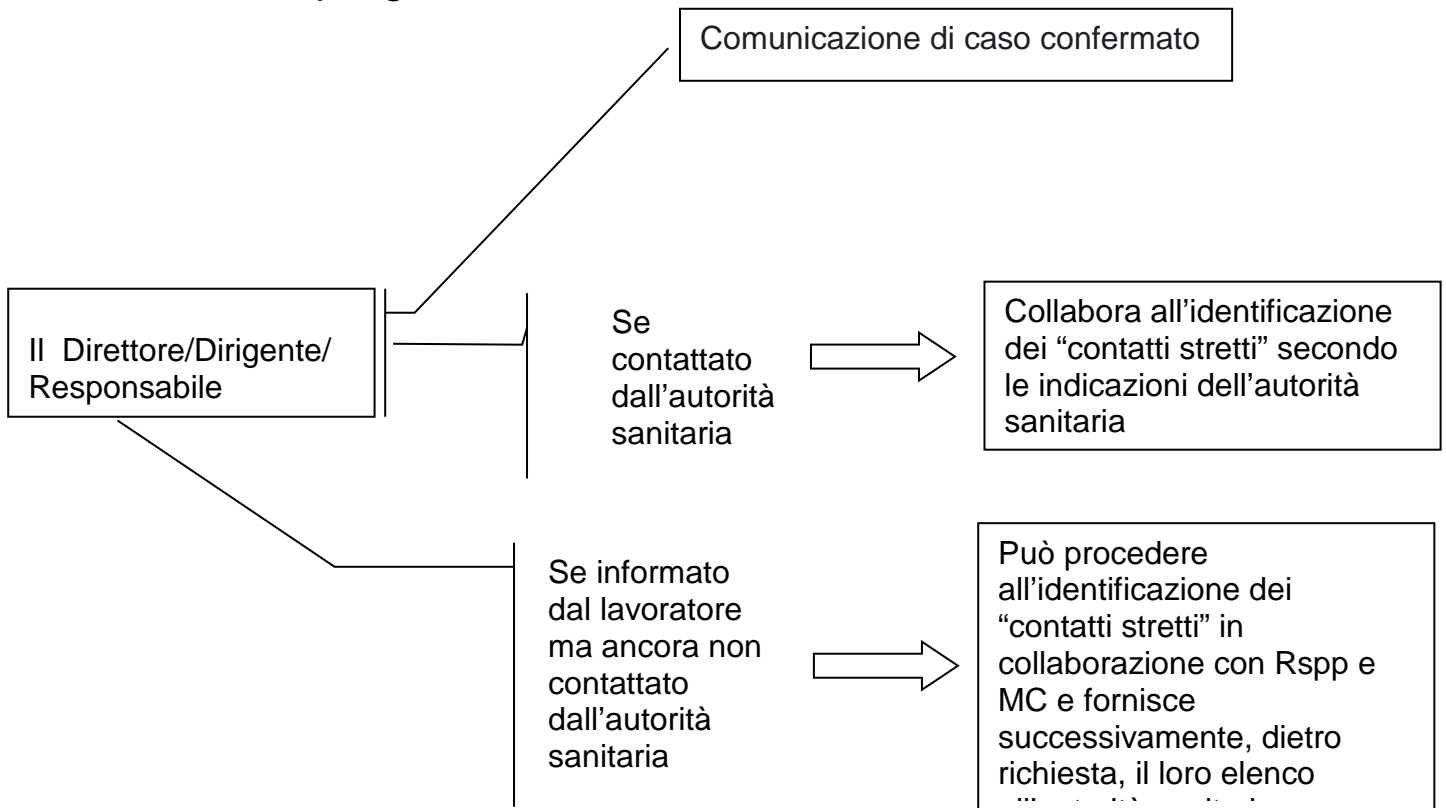 Comunicazione di caso confermato
Il Direttore/Dirigente/
Responsabile
Se
contattato
dall’autorità
sanitaria
Collabora all’identificazione
dei “contatti stretti” secondo
le indicazioni dell’autorità
sanitaria
Se informato
dal lavoratore
ma ancora non
contattato
dall’autorità
sanitaria
Può procedere
all’identificazione dei
“contatti stretti” in
collaborazione con Rspp e
MC e fornisce
successivamente, dietro
richiesta, il loro elenco